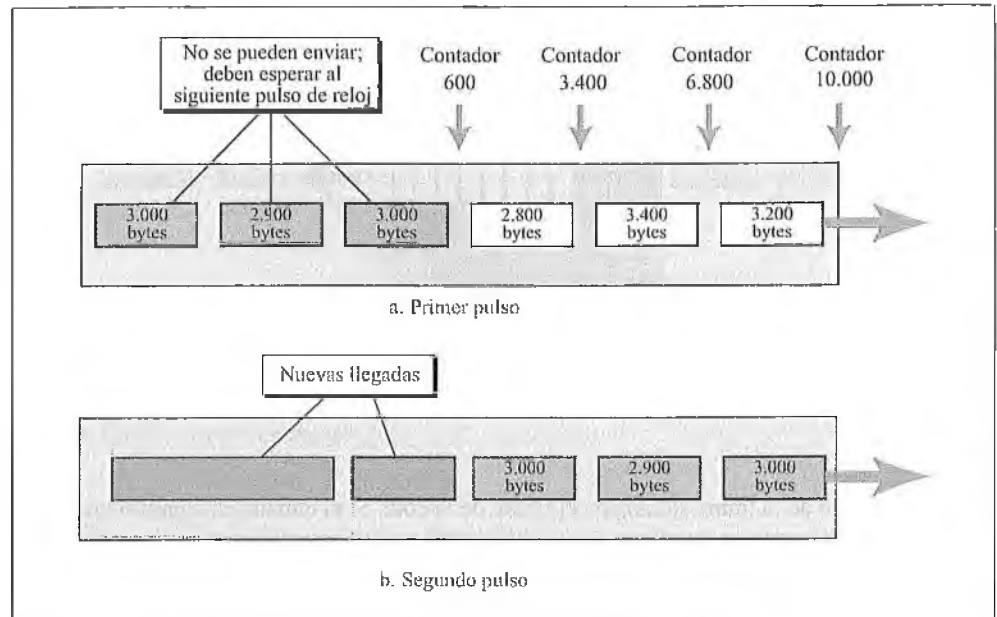 No se pueden enviar;
deben esperar al
siguiente pulso de reloj
Contador
600
Contador
3.400
Contador
6.800
Contador
10.000
3.000
bytes
2.900
bytes
3.000
bytes
2.800
bytes
3.400
bytes
3.200
bytes
a. Primer pulso
Nuevas llegadas
3.000
bytes
2.900
bytes
3.000
bytes
b. Segundo pulso